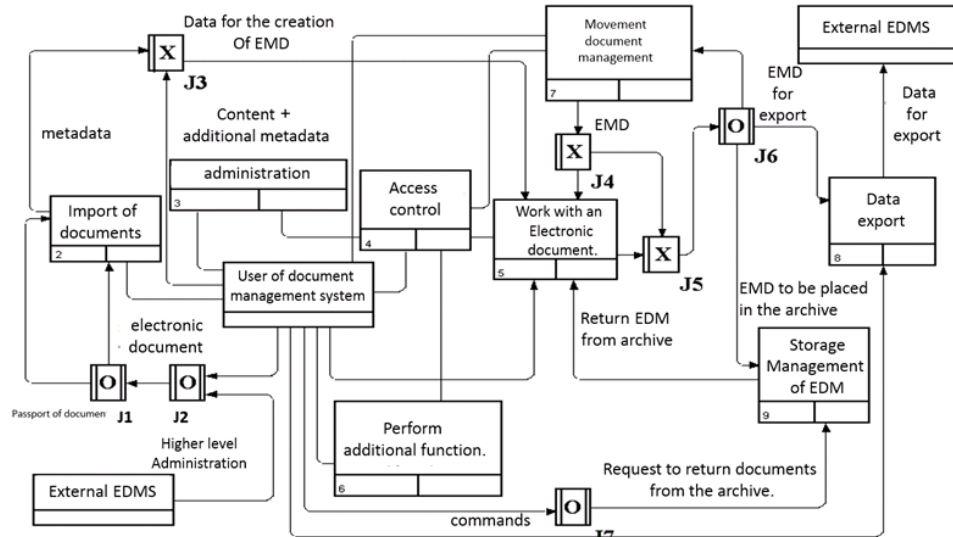 Data for the creation
Of EMD
X
J3
metadata
Content +
additional metadata
administration
3
Import of
documents
2
Access
control
4
Movement
document
management
7
EMD
X
J4
External EDMS
EMD
for
export
Data
for
export
O
J6
Work with an
Electronic
document.
5
X
J5
Data
export
8
User of document
management system
electronic
document
O
J1
O
J2
Passport of documen
Higher level
Administration
External EDMS
Return EDM
from archive
EMD to be placed
in the archive
Storage
Management
of EDM
9
Perform
additional function.
6
Request to return documents
from the archive.
commands
O
J7